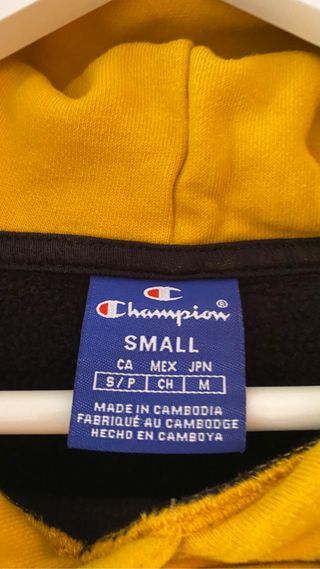 Champion®
SMALL
CA MEX JPN
S/P CH M
MADE IN CAMBODIA
FABRIQUÉ AU CAMBODGE
HECHO EN CAMBOYA